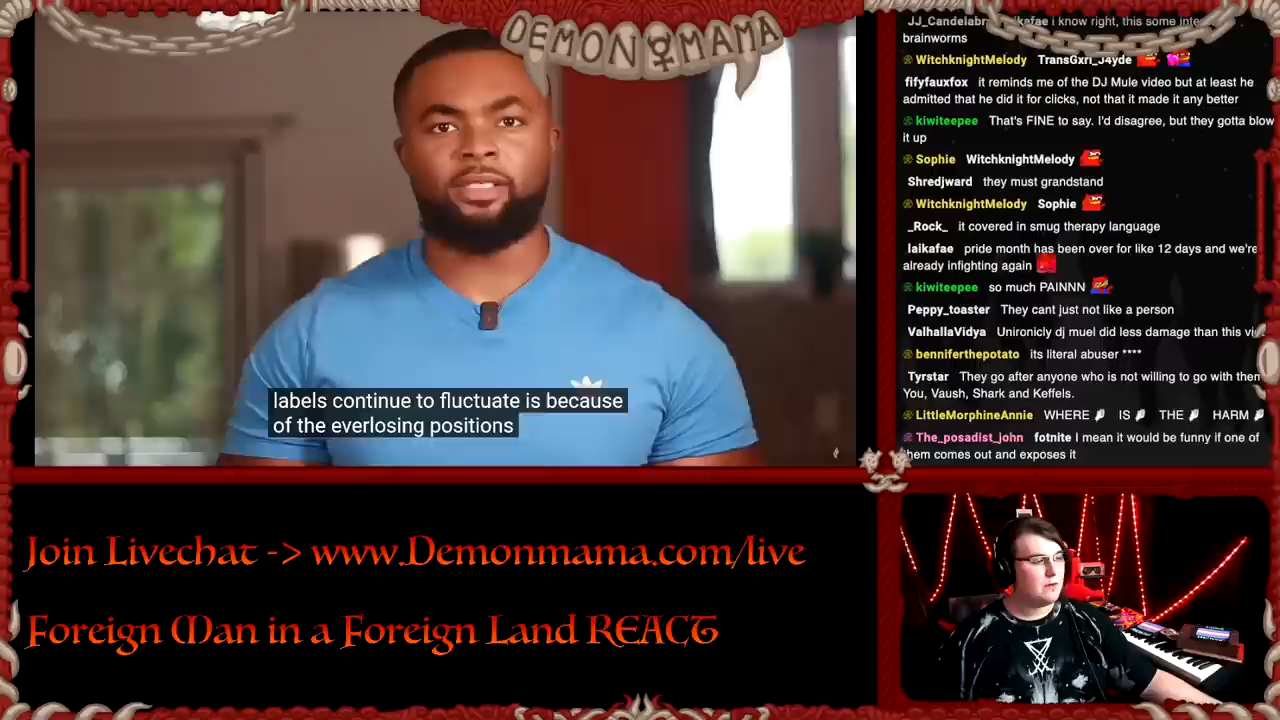 DEMON MAMA
labels continue to fluctuate is because
of the everlosing positions
JJ_Candelabr i know right, this some
brainworms
WitchknightMelody TransGxrl_J4yde
fifyfauxfox it reminds me of the DJ Mule video but at least he
admitted that he did it for clicks, not that it made it any better
kiwiteepee That's FINE to say. I'd disagree, but they gotta blow
it up
Sophie WitchknightMelody
Shredjward they must grandstand
WitchknightMelody Sophie
_Rock_ it covered in smug therapy language
laikafae pride month has been over for like 12 days and we're
already infighting again
kiwiteepee so much PAINNN
Peppy_toaster They cant just not like a person
ValhallaVidya Unironicly dj muel did less damage than this
benniferthepotato its literal abuser ****
Tyrstar They go after anyone who is not willing to go with them
You, Vaush, Shark and Keffels.
LittleMorphineAnnie WHERE IS THE HARM
The_posadist_john fotnite I mean it would be funny if one of
them comes out and exposes it
Join Livechat -> www.Demonmama.com/live
Foreign Man in a Foreign Land REACT